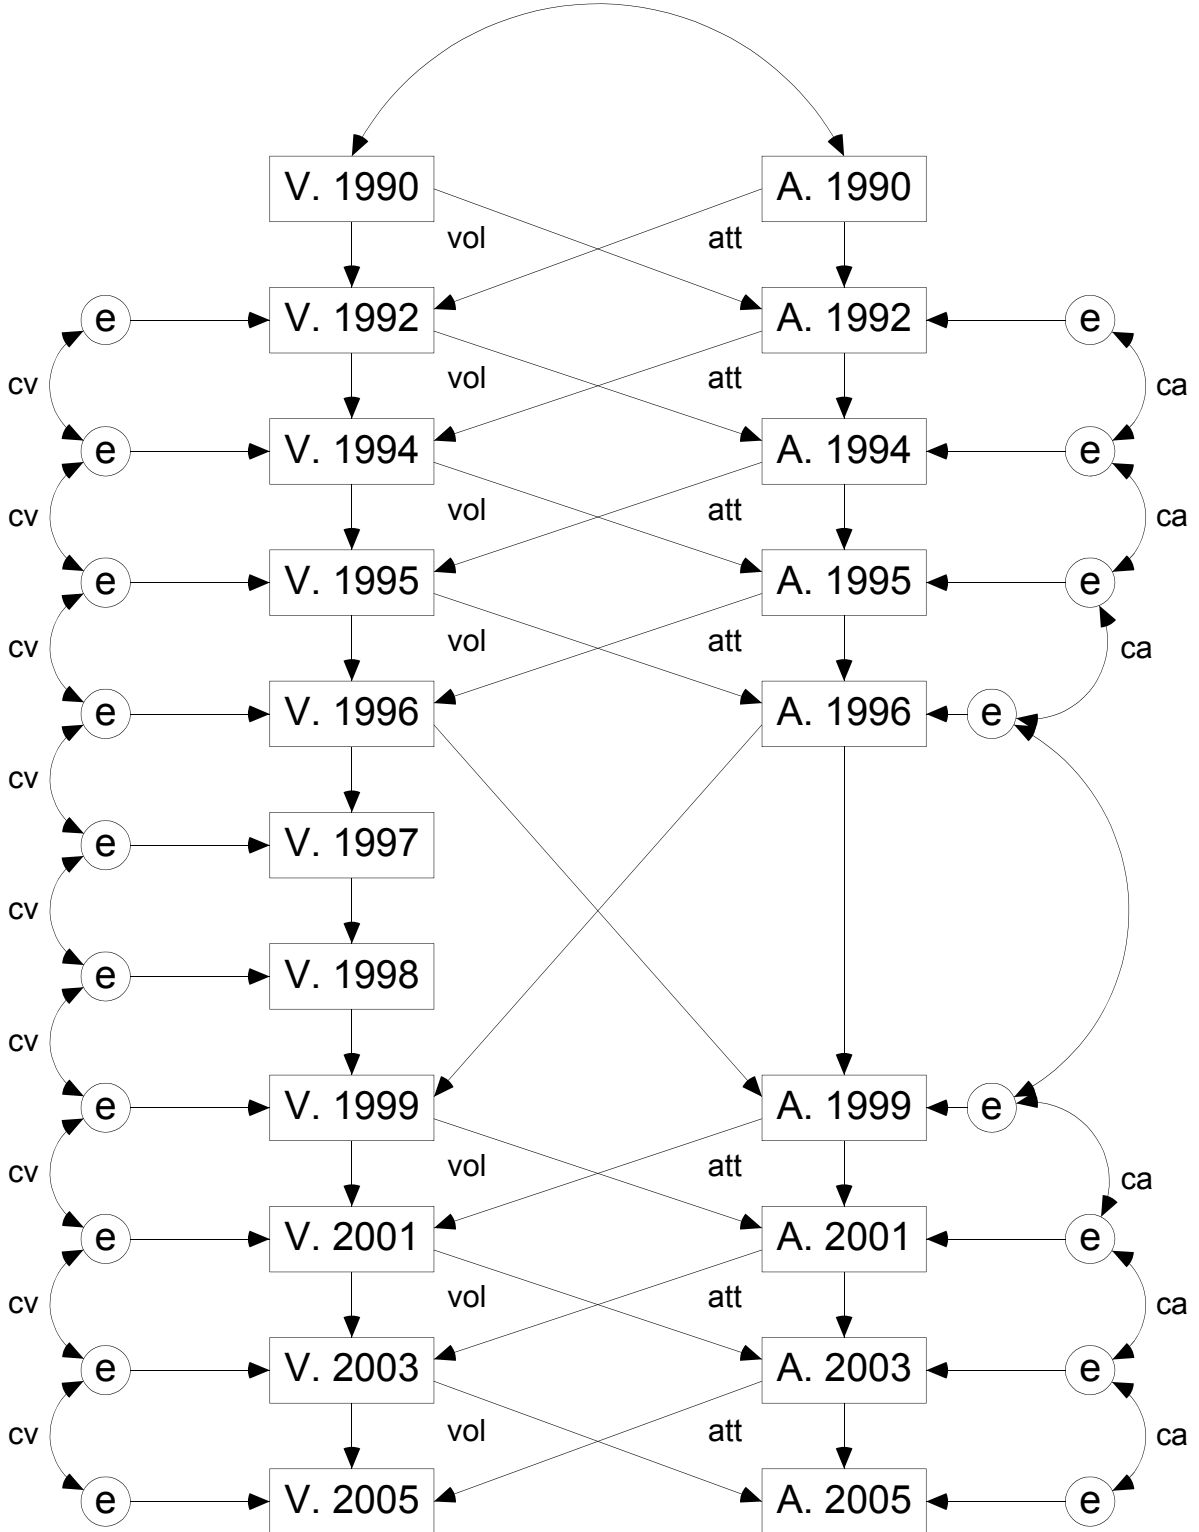 V. 1990 A. 1990
vol att
e V. 1992 A. 1992 e
cv vol att ca
e V. 1994 A. 1994 e
cv vol att ca
e V. 1995 A. 1995 e
cv vol att ca
e V. 1996 A. 1996 e
cv
e V. 1997
cv
e V. 1998
cv
e V. 1999 A. 1999 e
cv vol att ca
e V. 2001 A. 2001 e
cv vol att ca
e V. 2003 A. 2003 e
cv vol att ca
e V. 2005 A. 2005 e